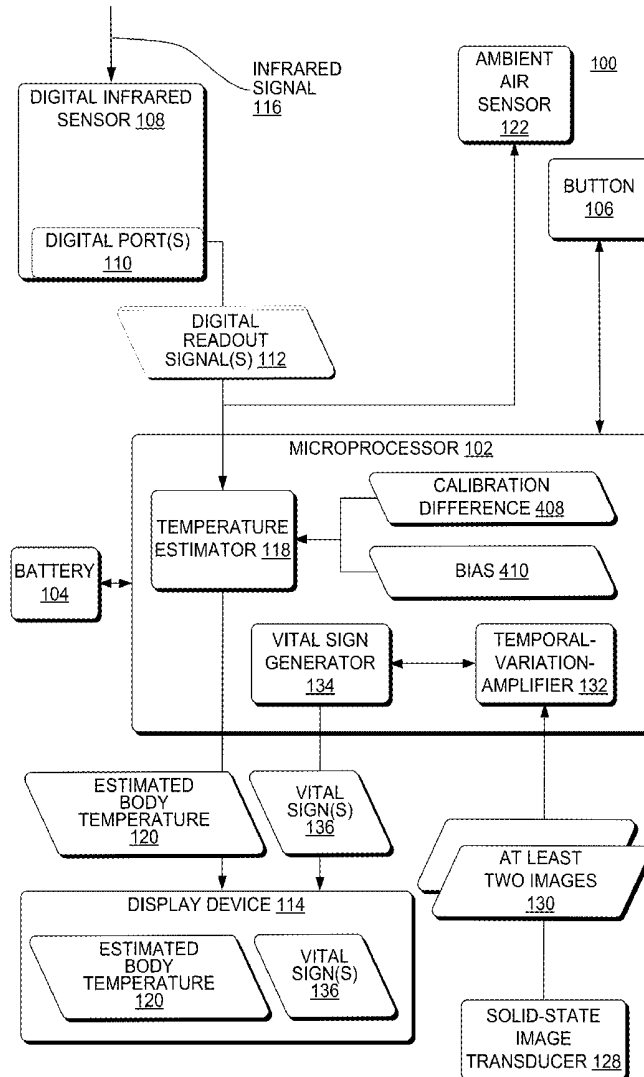 INFRARED
SIGNAL
116
DIGITAL INFRARED
SENSOR 108
DIGITAL PORT(S)
110
AMBIENT
AIR
SENSOR
122
100
BUTTON
106
DIGITAL
READOUT
SIGNAL(S) 112
MICROPROCESSOR 102
TEMPERATURE
ESTIMATOR 118
CALIBRATION
DIFFERENCE 408
BIAS 410
BATTERY
104
VITAL SIGN
GENERATOR
134
TEMPORAL-
VARIATION-
AMPLIFIER 132
ESTIMATED
BODY
TEMPERATURE
120
VITAL
SIGN(S)
136
AT LEAST
TWO IMAGES
130
DISPLAY DEVICE 114
ESTIMATED
BODY
TEMPERATURE
120
VITAL
SIGN(S)
136
SOLID-STATE
IMAGE
TRANSDUCER 128